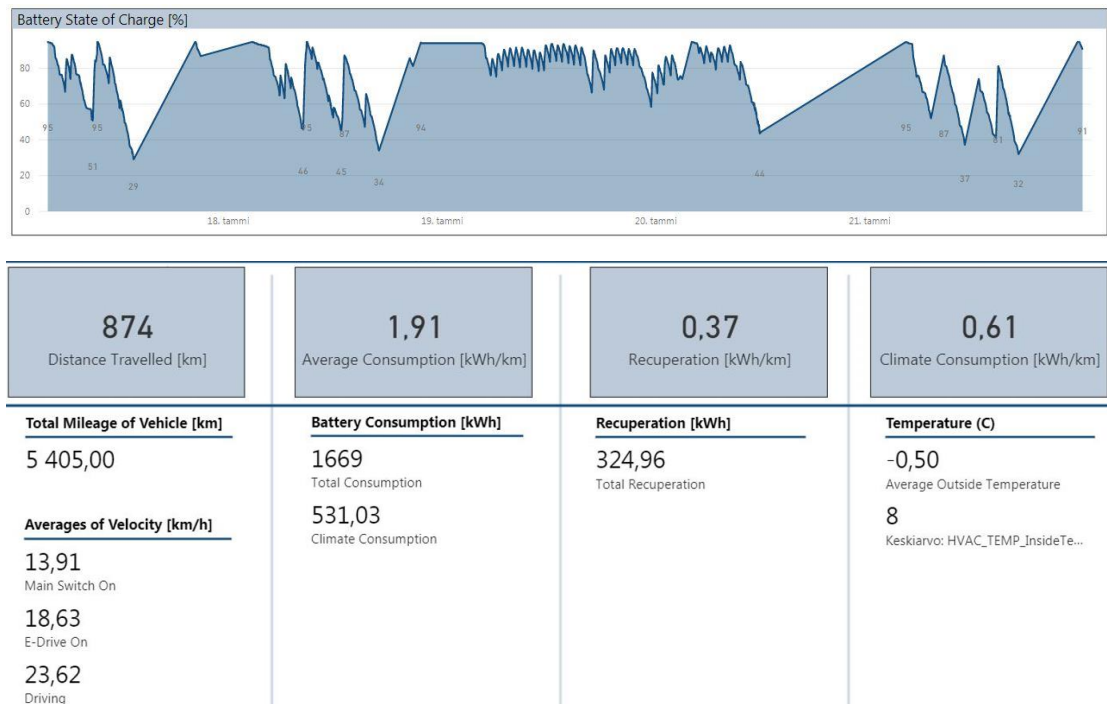 Battery State of Charge [%]
80
60
40
20
0
95
51
95
29
46
95
45
87
34
94
44
95
87
37
81
32
91
18. tammi
19. tammi
20. tammi
21. tammi
874
Distance Travelled [km]
1,91
Average Consumption [kWh/km]
0,37
Recuperation [kWh/km]
0,61
Climate Consumption [kWh/km]
Total Mileage of Vehicle [km]
5 405,00
Averages of Velocity [km/h]
13,91
Main Switch On
18,63
E-Drive On
23,62
Driving
Battery Consumption [kWh]
1669
Total Consumption
531,03
Climate Consumption
Recuperation [kWh]
324,96
Total Recuperation
Temperature (C)
-0,50
Average Outside Temperature
8
Keskiarvo: HVAC_TEMP_InsideTe...